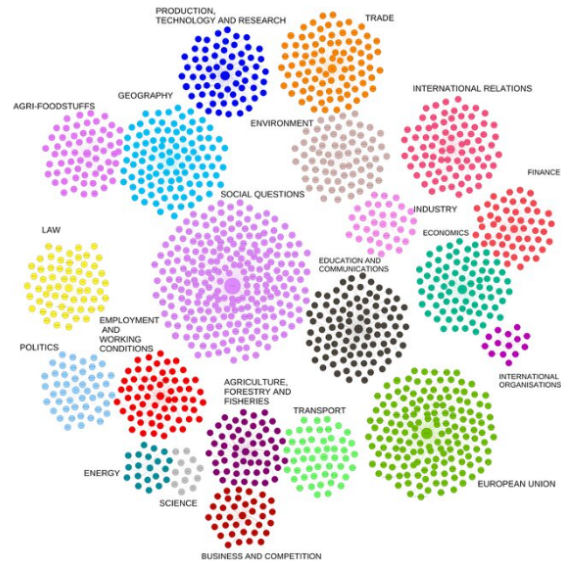 PRODUCTION,
TECHNOLOGY AND RESEARCH
TRADE
INTERNATIONAL RELATIONS
GEOGRAPHY
AGRI-FOODSTUFFS
ENVIRONMENT
FINANCE
SOCIAL QUESTIONS
INDUSTRY
LAW
ECONOMICS
EDUCATION AND
COMMUNICATIONS
EMPLOYMENT
AND
WORKING
CONDITIONS
POLITICS
INTERNATIONAL
ORGANISATIONS
AGRICULTURE,
FORESTRY AND
FISHERIES
TRANSPORT
ENERGY
SCIENCE
EUROPEAN UNION
BUSINESS AND COMPETITION